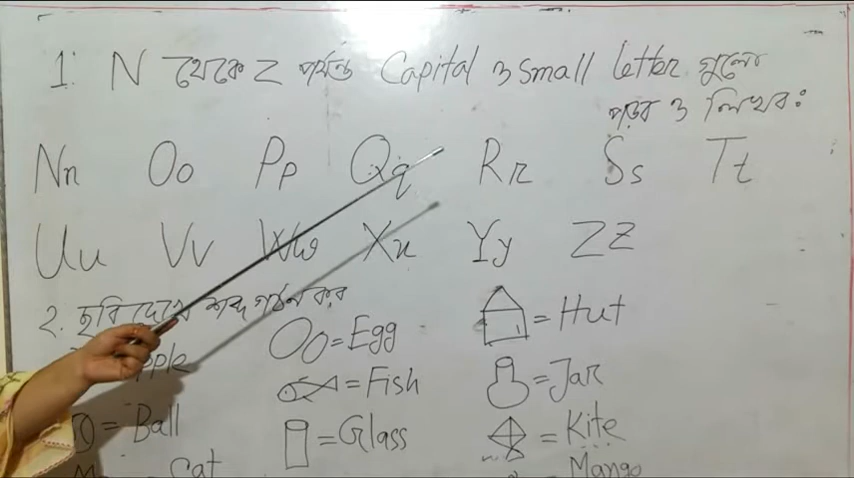 1. N থেকে Z পর্যন্ত Capital ও small letter গুলো
পড়ব ও লিখব:
Nn Oo Pp Qq Rr Ss Tt
Uu Vv Ww Xx Yy Zz
2. ছবি দেখে শব্দ গঠন কর
= Egg = Hut
= Fish = Jar
= Ball = Glass = Kite
Cat Mango